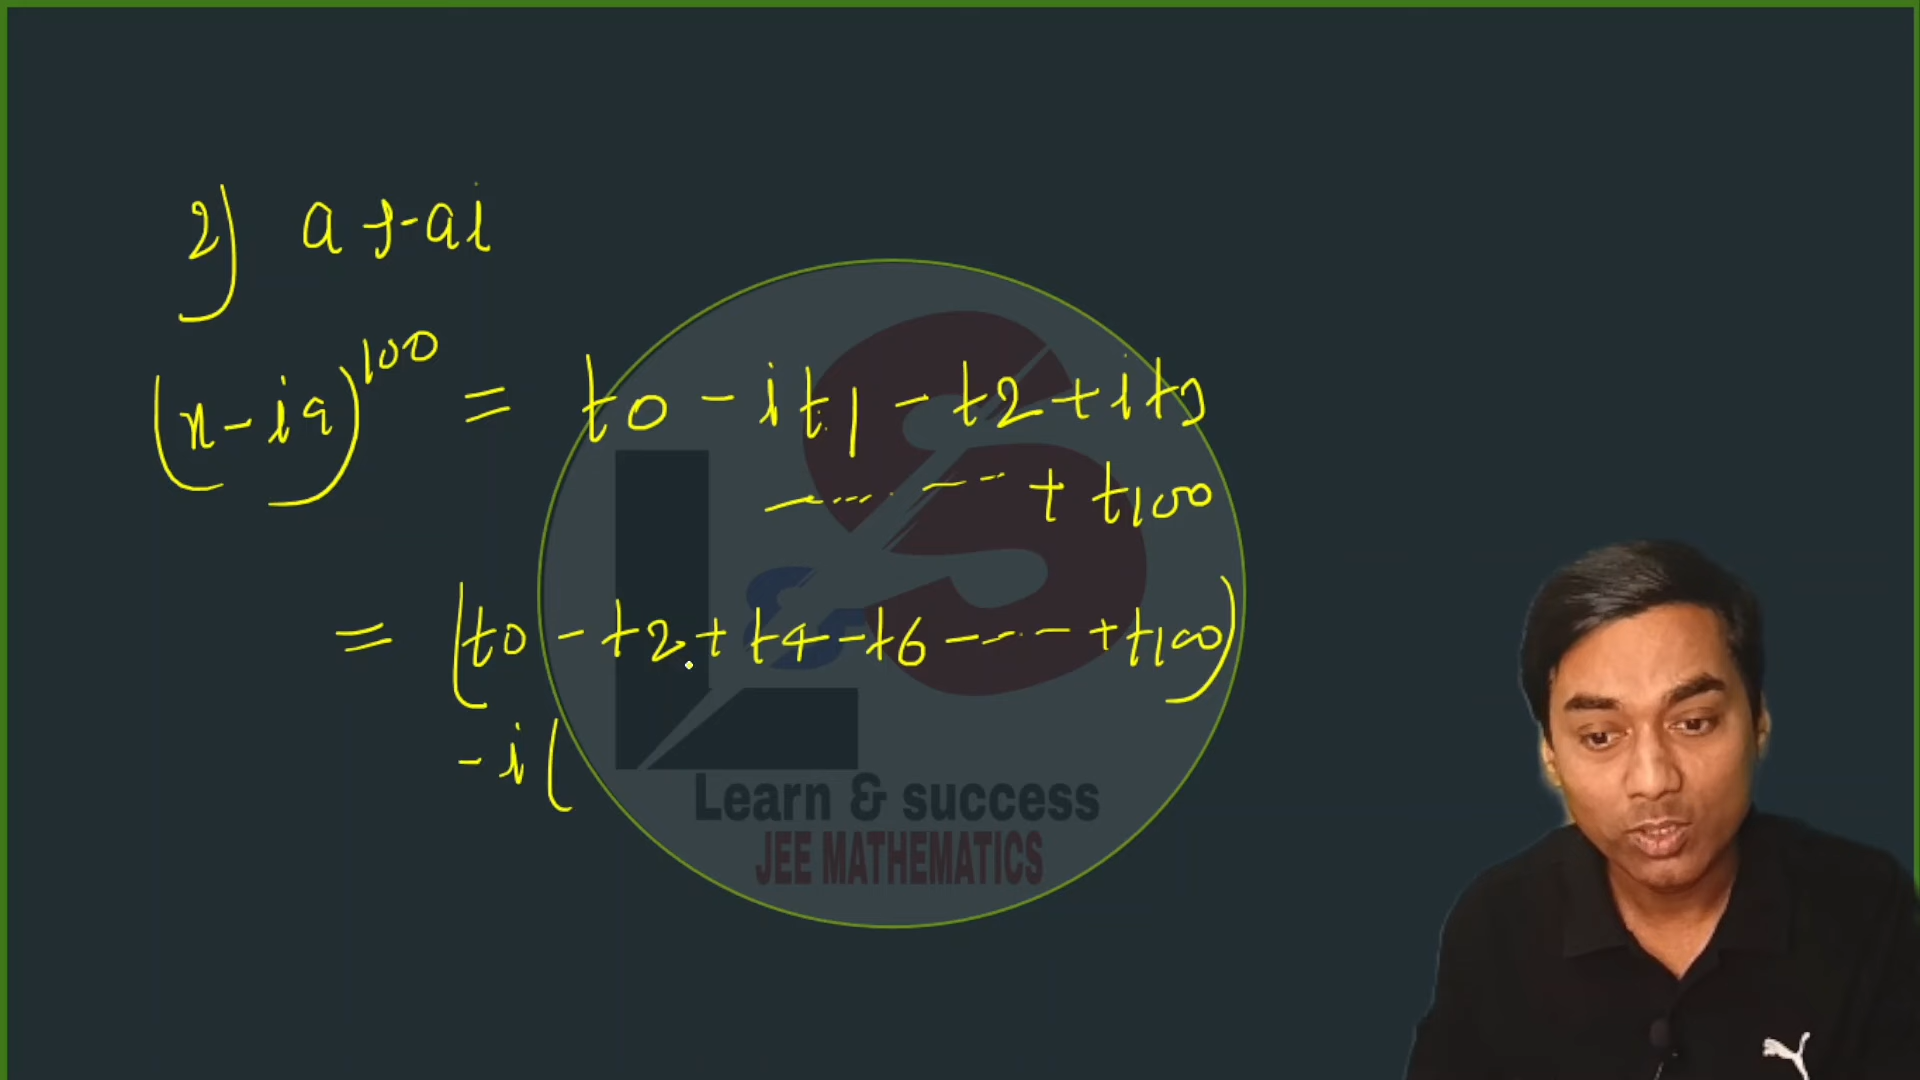 2) a + ai
(x - ia)^100 = t0 - it1 - t2 + it3
------- + t100
= (t0 - t2 + t4 - t6 ----- + t100)
- i (
L&S
Learn & success
JEE MATHEMATICS